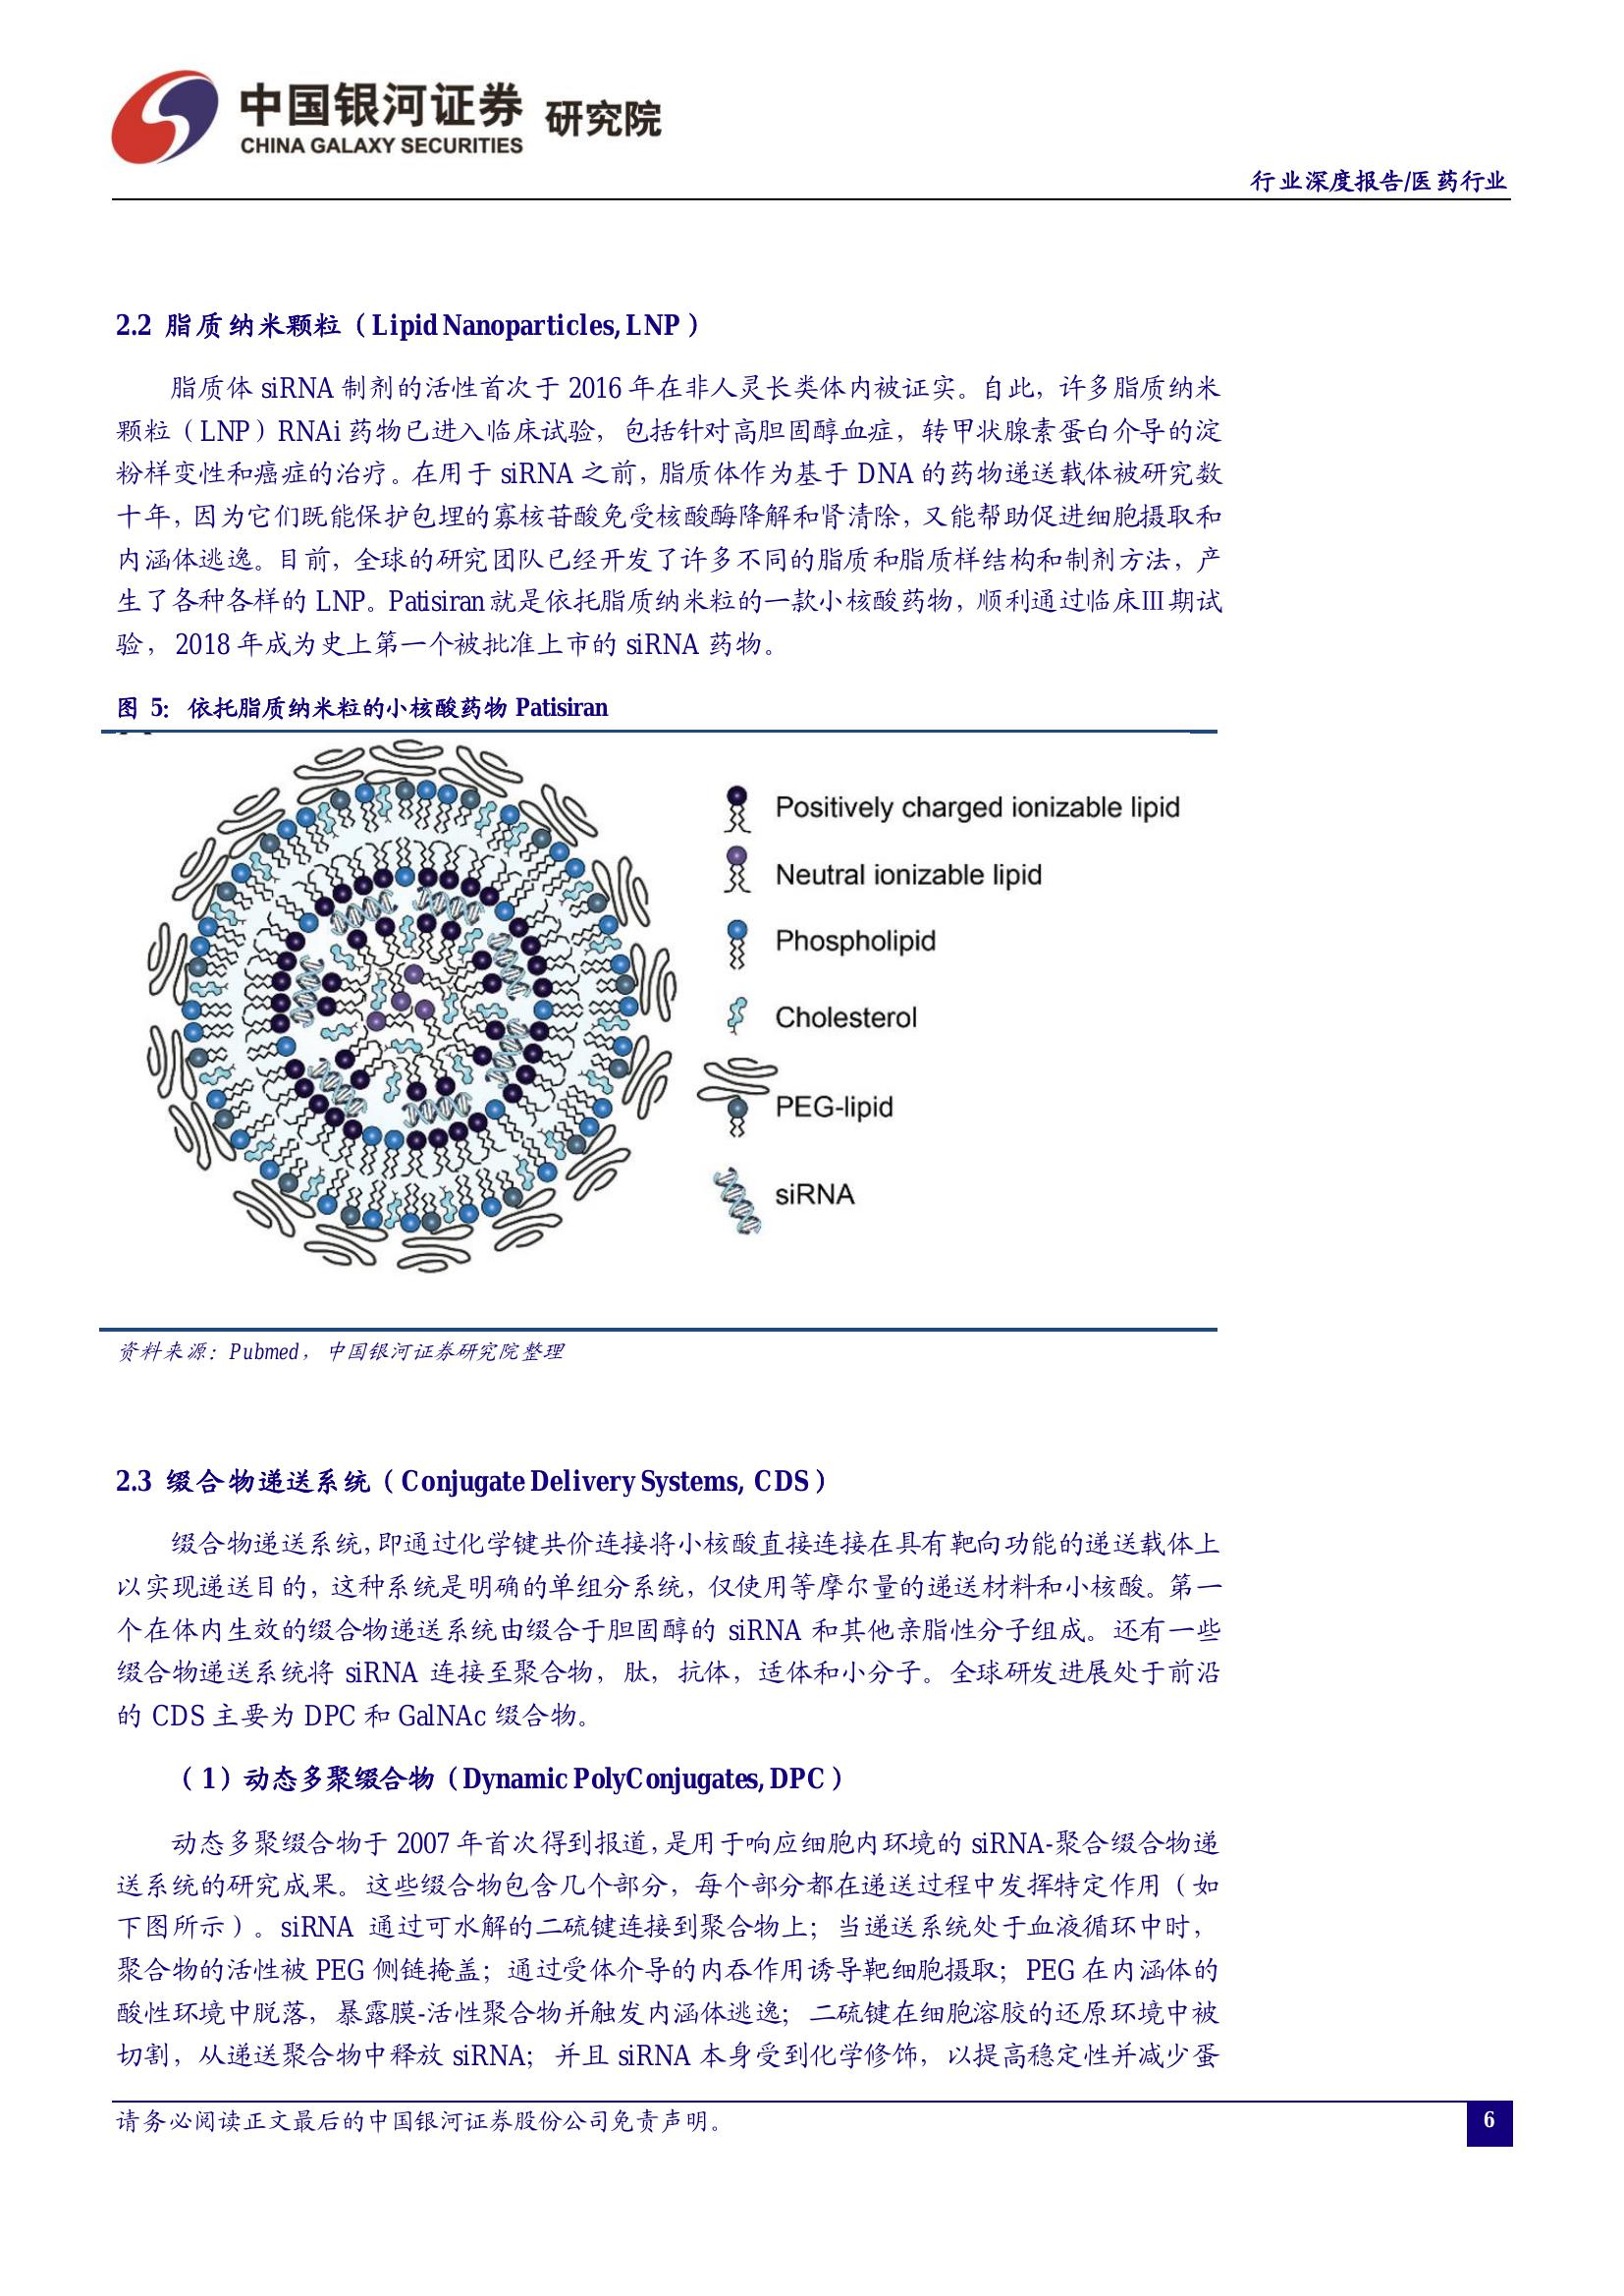 中国银河证券 研究院
CHINA GALAXY SECURITIES
行业深度报告/医药行业
2.2 脂质纳米颗粒（Lipid Nanoparticles, LNP）
脂质体 siRNA 制剂的活性首次于 2016 年在非人灵长类体内被证实。自此，许多脂质纳米
颗粒（LNP）RNAi 药物已进入临床试验，包括针对高胆固醇血症，转甲状腺素蛋白介导的淀
粉样变性和癌症的治疗。在用于 siRNA 之前，脂质体作为基于 DNA 的药物递送载体被研究数
十年，因为它们既能保护包埋的寡核苷酸免受核酸酶降解和肾清除，又能帮助促进细胞摄取和
内涵体逃逸。目前，全球的研究团队已经开发了许多不同的脂质和脂质样结构和制剂方法，产
生了各种各样的 LNP。Patisiran 就是依托脂质纳米粒的一款小核酸药物，顺利通过临床Ⅲ期试
验，2018 年成为史上第一个被批准上市的 siRNA 药物。
图 5：依托脂质纳米粒的小核酸药物 Patisiran
Positively charged ionizable lipid
Neutral ionizable lipid
Phospholipid
Cholesterol
PEG-lipid
siRNA
资料来源：Pubmed，中国银河证券研究院整理
2.3 缀合物递送系统（Conjugate Delivery Systems, CDS）
缀合物递送系统，即通过化学键共价连接将小核酸直接连接在具有靶向功能的递送载体上
以实现递送目的，这种系统是明确的单组分系统，仅使用等摩尔量的递送材料和小核酸。第一
个在体内生效的缀合物递送系统由缀合于胆固醇的 siRNA 和其他亲脂性分子组成。还有一些
缀合物递送系统将 siRNA 连接至聚合物，肽，抗体，适体和小分子。全球研发进展处于前沿
的 CDS 主要为 DPC 和 GalNAc 缀合物。
（1）动态多聚缀合物（Dynamic PolyConjugates, DPC）
动态多聚缀合物于 2007 年首次得到报道，是用于响应细胞内环境的 siRNA-聚合缀合物递
送系统的研究成果。这些缀合物包含几个部分，每个部分都在递送过程中发挥特定作用（如
下图所示）。siRNA 通过可水解的二硫键连接到聚合物上；当递送系统处于血液循环中时，
聚合物的活性被 PEG 侧链掩盖；通过受体介导的内吞作用诱导靶细胞摄取；PEG 在内涵体的
酸性环境中脱落，暴露膜-活性聚合物并触发内涵体逃逸；二硫键在细胞溶胶的还原环境中被
切割，从递送聚合物中释放 siRNA；并且 siRNA 本身受到化学修饰，以提高稳定性并减少蛋
请务必阅读正文最后的中国银河证券股份公司免责声明。
6